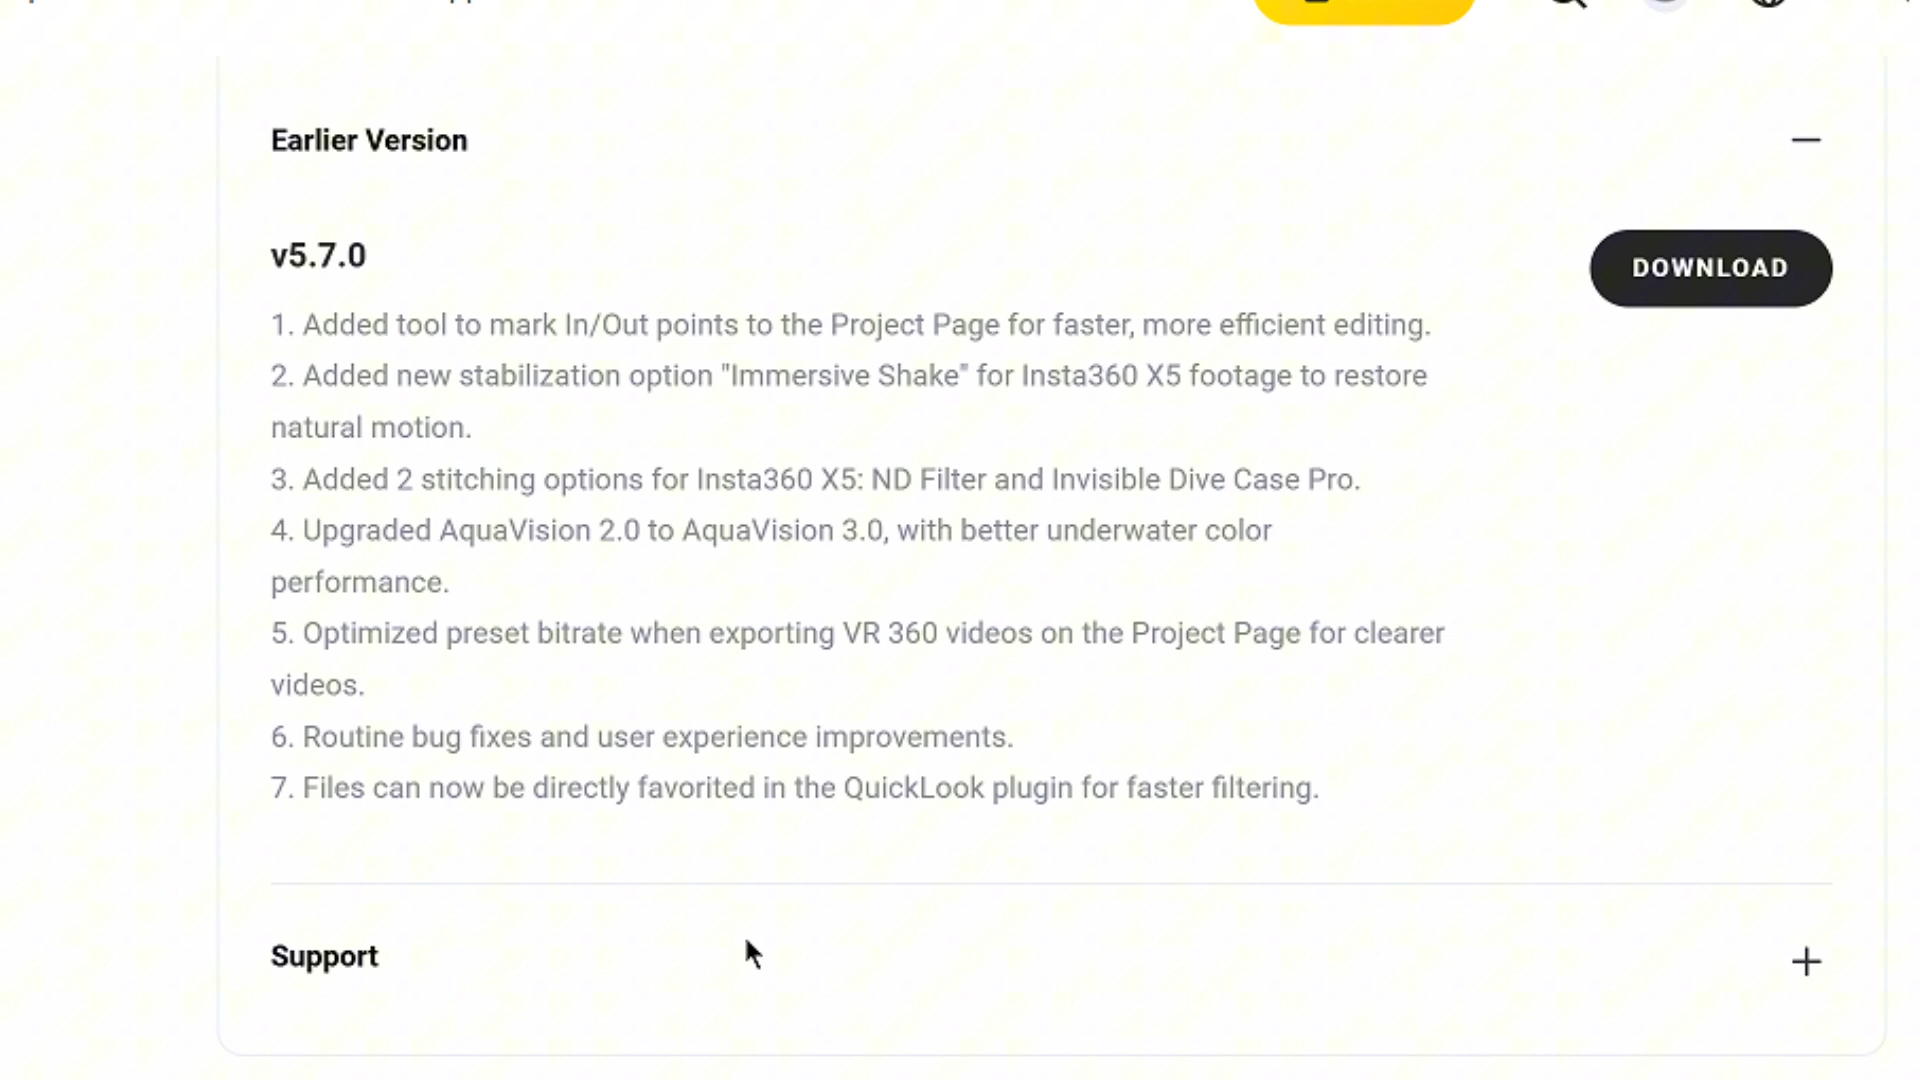 Earlier Version
v5.7.0
DOWNLOAD
1. Added tool to mark In/Out points to the Project Page for faster, more efficient editing.
2. Added new stabilization option "Immersive Shake" for Insta360 X5 footage to restore
natural motion.
3. Added 2 stitching options for Insta360 X5: ND Filter and Invisible Dive Case Pro.
4. Upgraded AquaVision 2.0 to AquaVision 3.0, with better underwater color
performance.
5. Optimized preset bitrate when exporting VR 360 videos on the Project Page for clearer
videos.
6. Routine bug fixes and user experience improvements.
7. Files can now be directly favorited in the QuickLook plugin for faster filtering.
Support